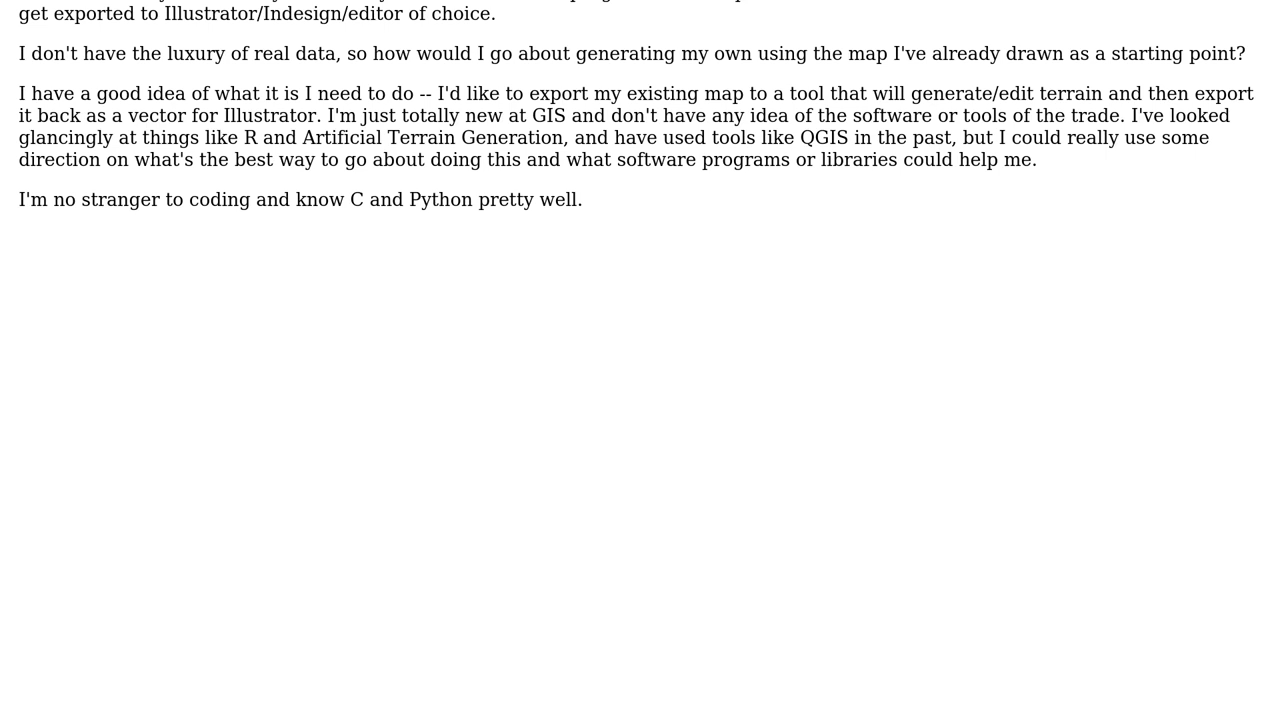 get exported to Illustrator/Indesign/editor of choice.
I don't have the luxury of real data, so how would I go about generating my own using the map I've already drawn as a starting point?
I have a good idea of what it is I need to do -- I'd like to export my existing map to a tool that will generate/edit terrain and then export
it back as a vector for Illustrator. I'm just totally new at GIS and don't have any idea of the software or tools of the trade. I've looked
glancingly at things like R and Artificial Terrain Generation, and have used tools like QGIS in the past, but I could really use some
direction on what's the best way to go about doing this and what software programs or libraries could help me.
I'm no stranger to coding and know C and Python pretty well.